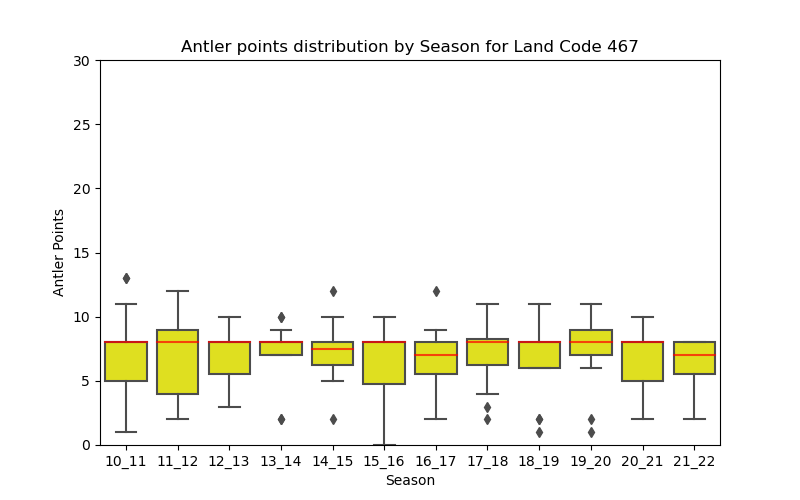 Antler points distribution by Season for Land Code 467
Antler Points
30
25
20
15
10
5
0
10_11 11_12 12_13 13_14 14_15 15_16 16_17 17_18 18_19 19_20 20_21 21_22
Season